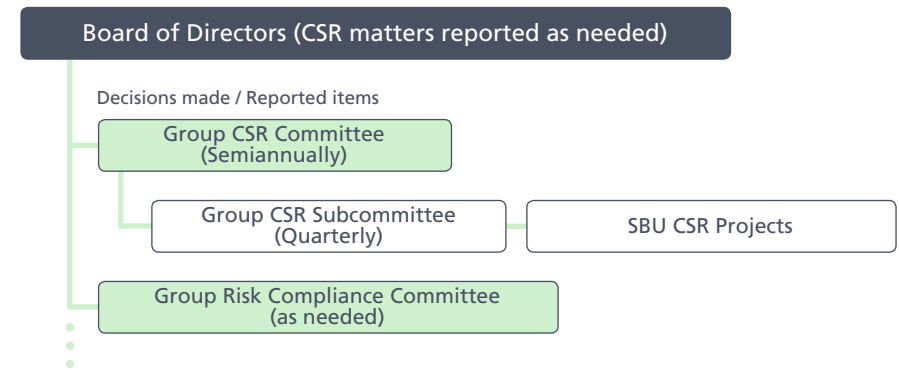 Board of Directors (CSR matters reported as needed)
Decisions made / Reported items
Group CSR Committee
(Semiannually)
Group CSR Subcommittee
(Quarterly)
SBU CSR Projects
Group Risk Compliance Committee
(as needed)